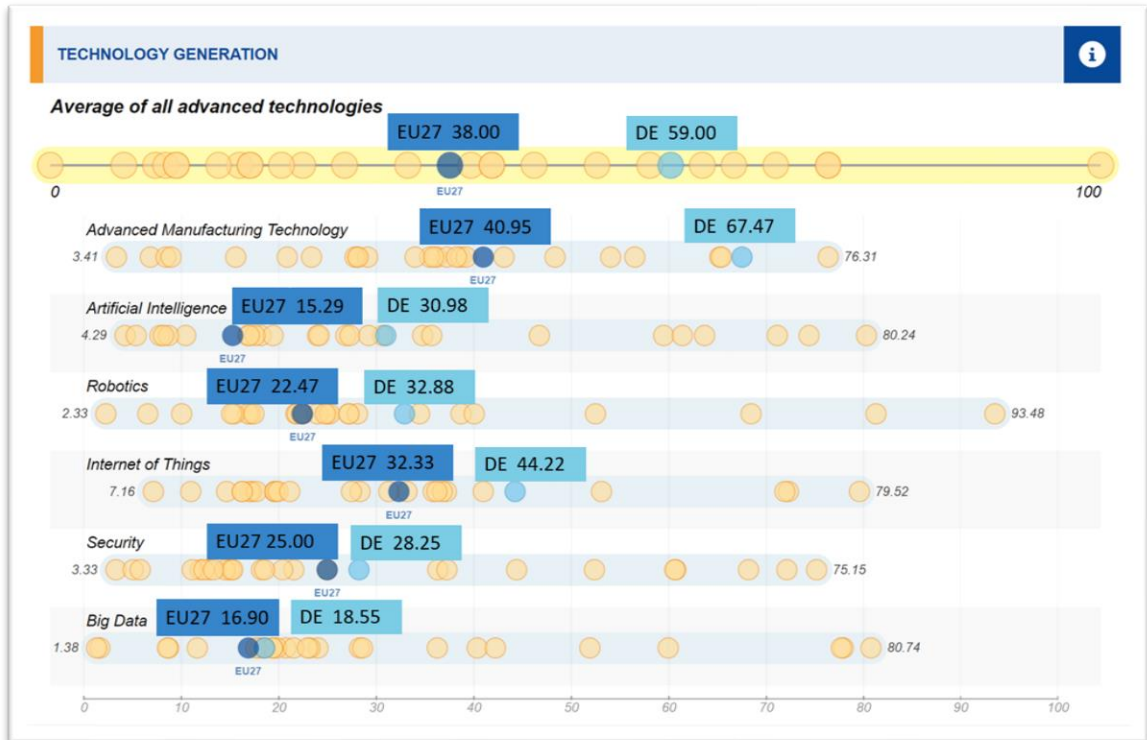 TECHNOLOGY GENERATION
i
Average of all advanced technologies
EU27 38.00
DE 59.00
EU27
0
100
Advanced Manufacturing Technology
EU27 40.95
DE 67.47
3.41
76.31
EU27
Artificial Intelligence
EU27 15.29
DE 30.98
4.29
80.24
EU27
Robotics
EU27 22.47
DE 32.88
2.33
93.48
EU27
Internet of Things
EU27 32.33
DE 44.22
7.16
79.52
EU27
Security
EU27 25.00
DE 28.25
3.33
75.15
EU27
Big Data
EU27 16.90
DE 18.55
1.38
80.74
EU27
0 10 20 30 40 50 60 70 80 90 100